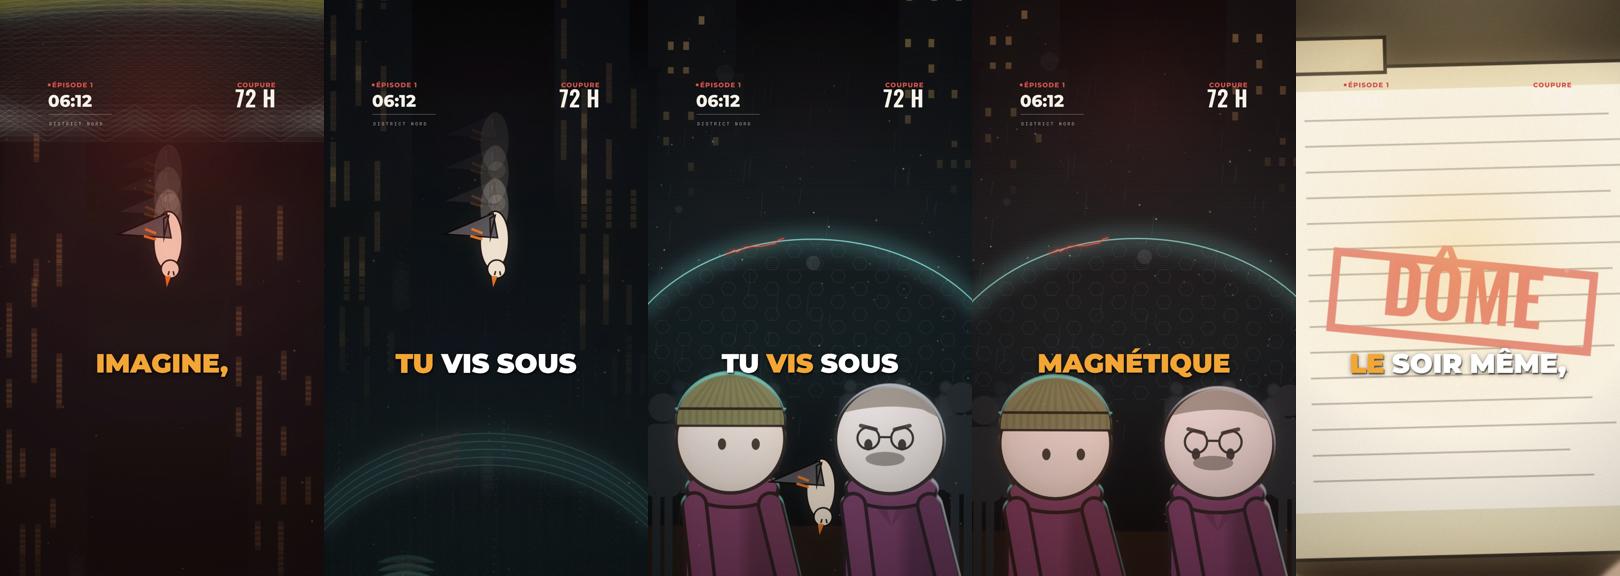 ÉPISODE 1
06:12
DISTRICT NORD
COUPURE
72 H
IMAGINE,
ÉPISODE 1
06:12
DISTRICT NORD
COUPURE
72 H
TU VIS SOUS
ÉPISODE 1
06:12
DISTRICT NORD
COUPURE
72 H
TU VIS SOUS
ÉPISODE 1
06:12
DISTRICT NORD
COUPURE
72 H
MAGNÉTIQUE
ÉPISODE 1
COUPURE
DÔME
LE SOIR MÊME,